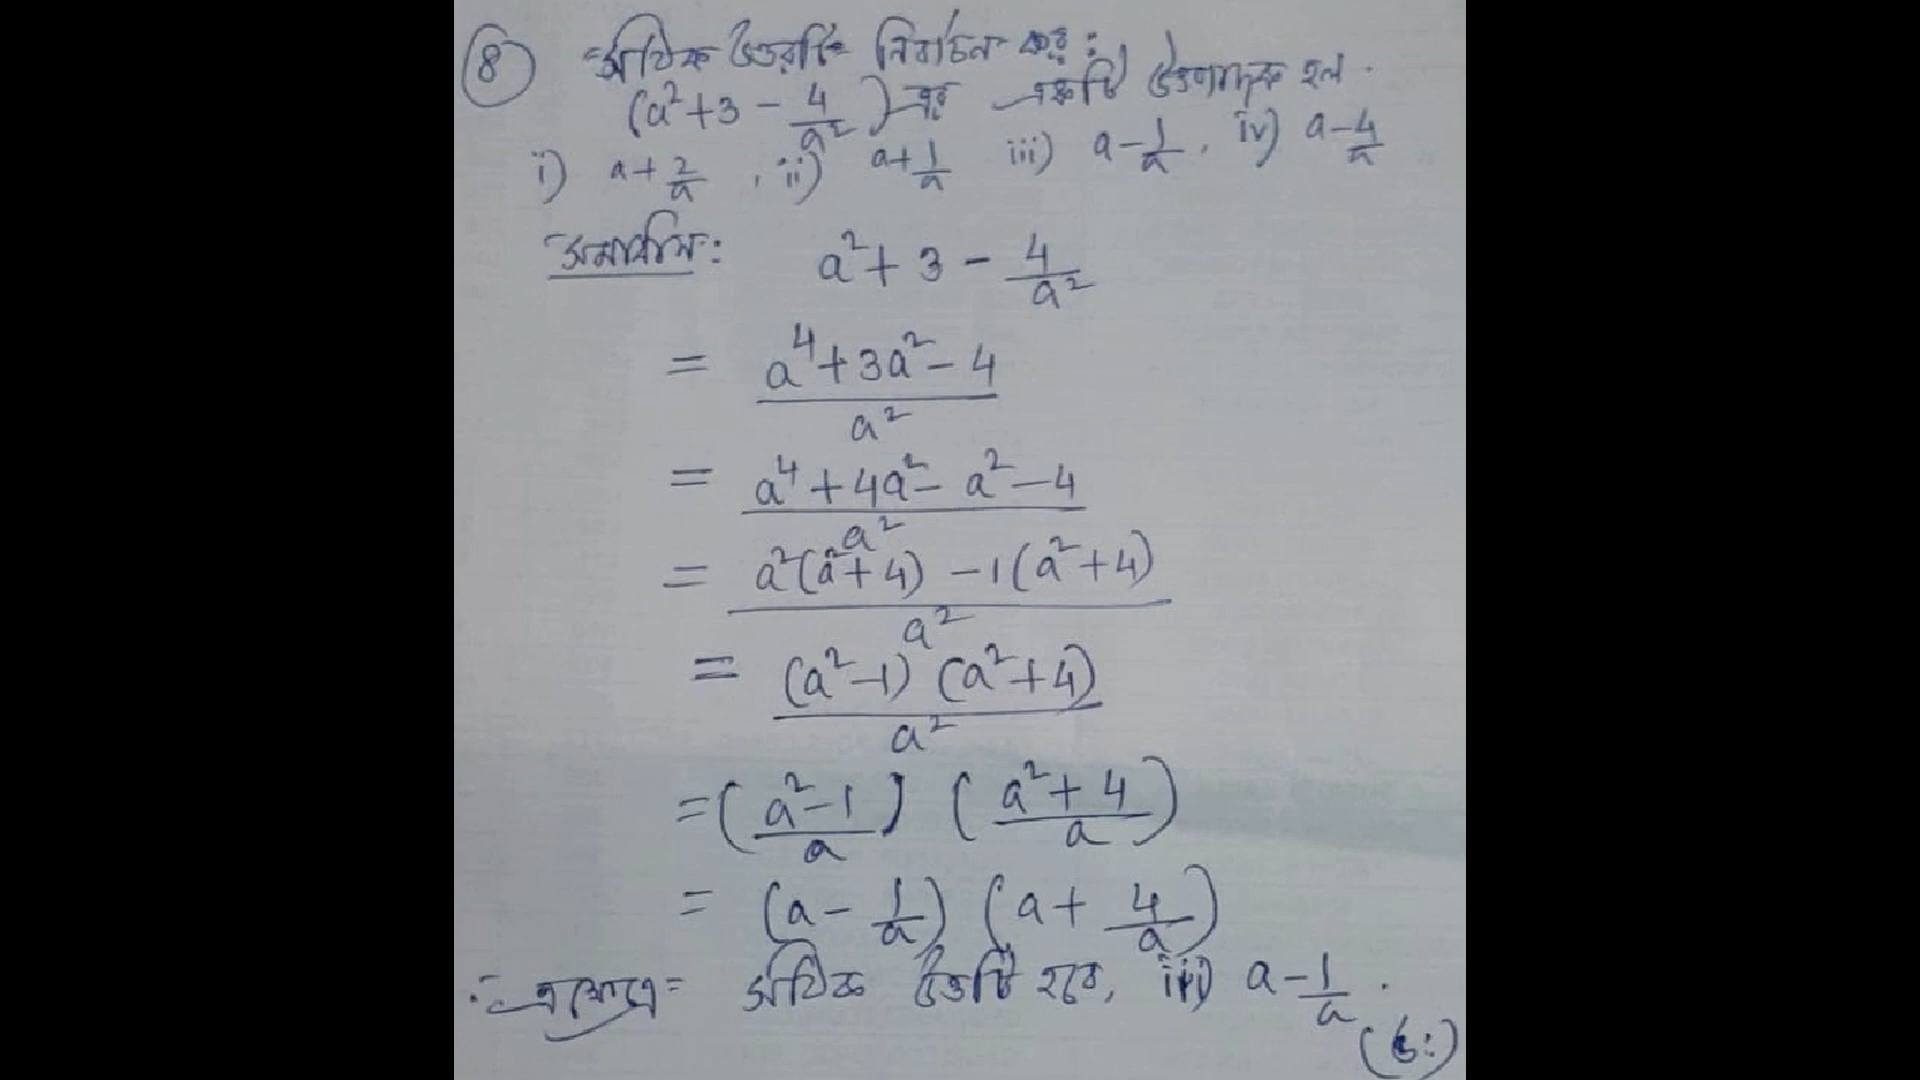 8 সঠিক উত্তরটি নির্বাচন কর:
(a²+3 - 4/a²) এর একটি উৎপাদক হল
i) a+2/a , ii) a+1/a iii) a-1/a , iv) a-4/a
সমাধান: a²+3 - 4/a²
= (a⁴+3a²-4)/a²
= (a⁴+4a²-a²-4)/a²
= (a²(a²+4) -1(a²+4))/a²
= (a²-1)(a²+4)/a²
= ((a²-1)/a) ((a²+4)/a)
= (a - 1/a) (a + 4/a)
∴ সঠিক হবে, iii) a-1/a .